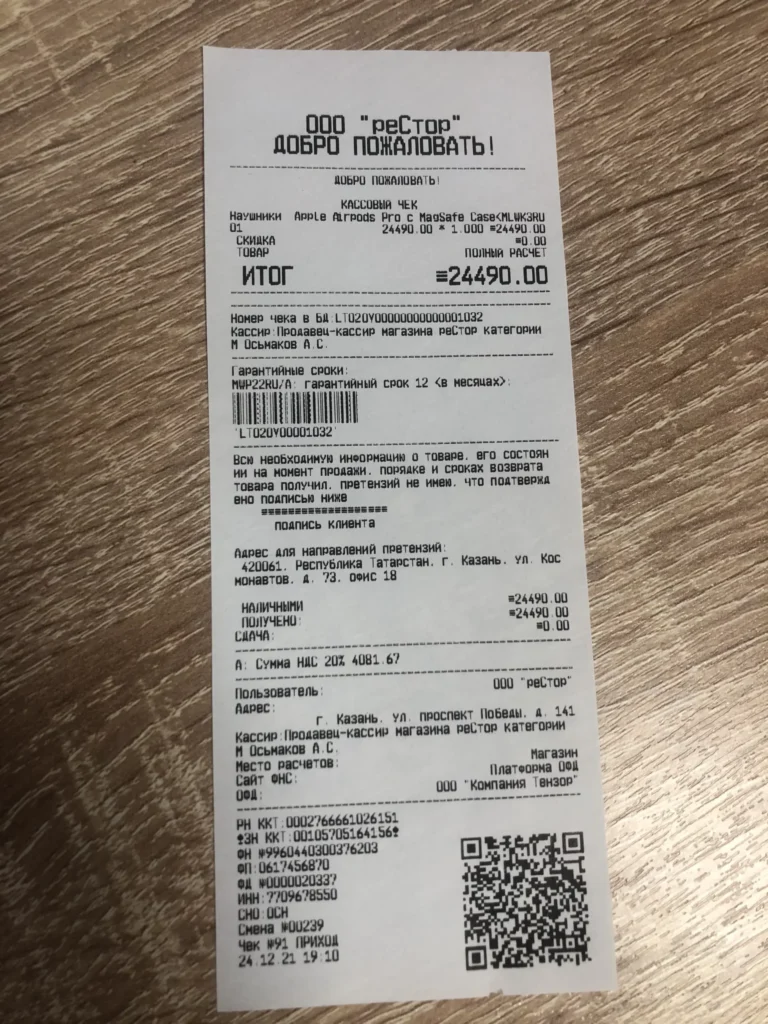 ООО "реСтор"
ДОБРО ПОЖАЛОВАТЬ!
ДОБРО ПОЖАЛОВАТЬ!
КАССОВЫЙ ЧЕК
Наушники Apple Airpods Pro с MagSafe Case<MLWK3RU
01 24490.00 * 1.000 =24490.00
СКИДКА =0.00
ТОВАР ПОЛНЫЙ РАСЧЕТ
ИТОГ =24490.00
Номер чека в БД:LT020V0000000000001032
Кассир:Продавец-кассир магазина реСтор категории
М Осьмаков А.С.
Гарантийные сроки:
MWP22RU/A: гарантийный срок 12 <в месяцах>:
'LT020V00001032'
Всю необходимую информацию о товаре, его состоян
ии на момент продажи, порядке и сроках возврата
товара получил, претензий не имею, что подтвержд
ено подписью ниже
==================
подпись клиента
Адрес для направлений претензий:
420061, Республика Татарстан, г. Казань, ул. Кос
монавтов, д. 73, офис 18
НАЛИЧНЫМИ =24490.00
ПОЛУЧЕНО: =24490.00
СДАЧА: =0.00
А: Сумма НДС 20% 4081.67
Пользователь: ООО "реСтор"
Адрес:
г. Казань, ул. проспект Победы, д. 141
Кассир:Продавец-кассир магазина реСтор категории
М Осьмаков А.С.
Место расчетов: Магазин
Сайт ФНС: Платформа ОФД
ОФД: ООО "Компания Тензор"
РН ККТ:0002766661026151
ЗН ККТ:00105705164156
ФН №9960440300376203
ФП:0617456870
ФД №0000020337
ИНН:7709678550
СНО:ОСН
Смена №00239
Чек №91 ПРИХОД
24.12.21 19:10